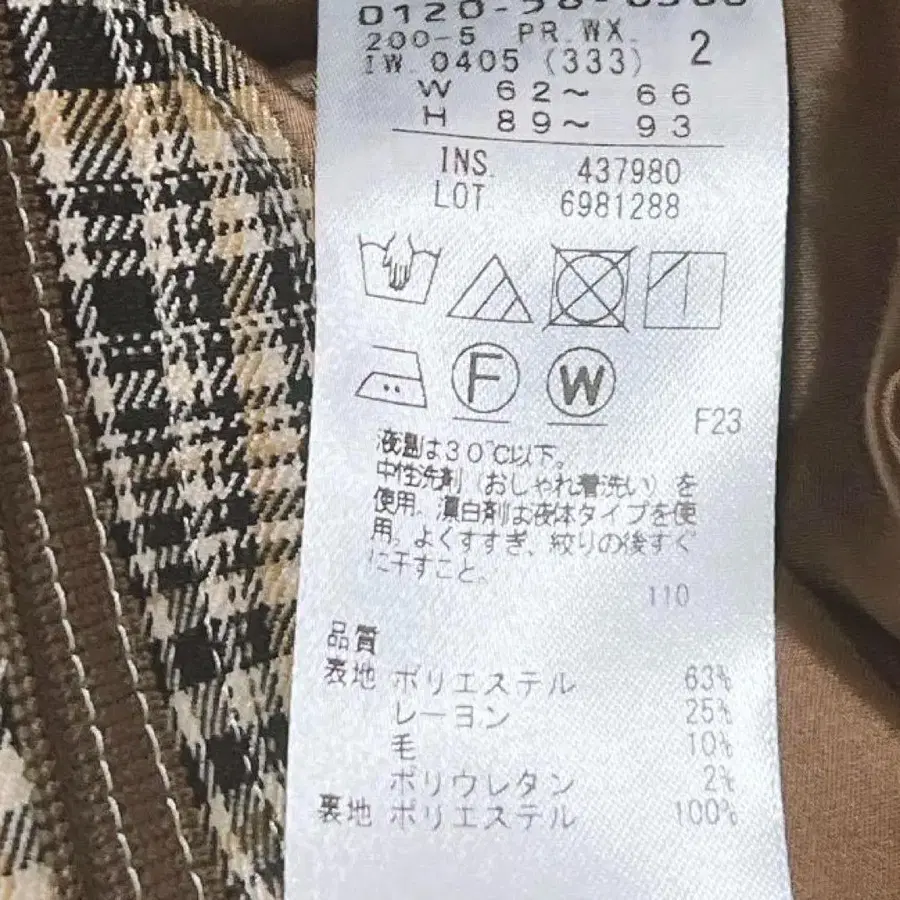 200-5 PR WX 2
IW 0405 (333)
W 62～ 66
H 89～ 93
INS. 437980
LOT 6981288
F W
F23
液温は30℃以下。
中性洗剤（おしゃれ着洗い）を
使用。漂白剤は液体タイプを使
用。よくすすぎ、絞りの後すぐ
に干すこと。
110
品質
表地 ポリエステル 63%
レーヨン 25%
毛 10%
ポリウレタン 2%
裏地 ポリエステル 100%